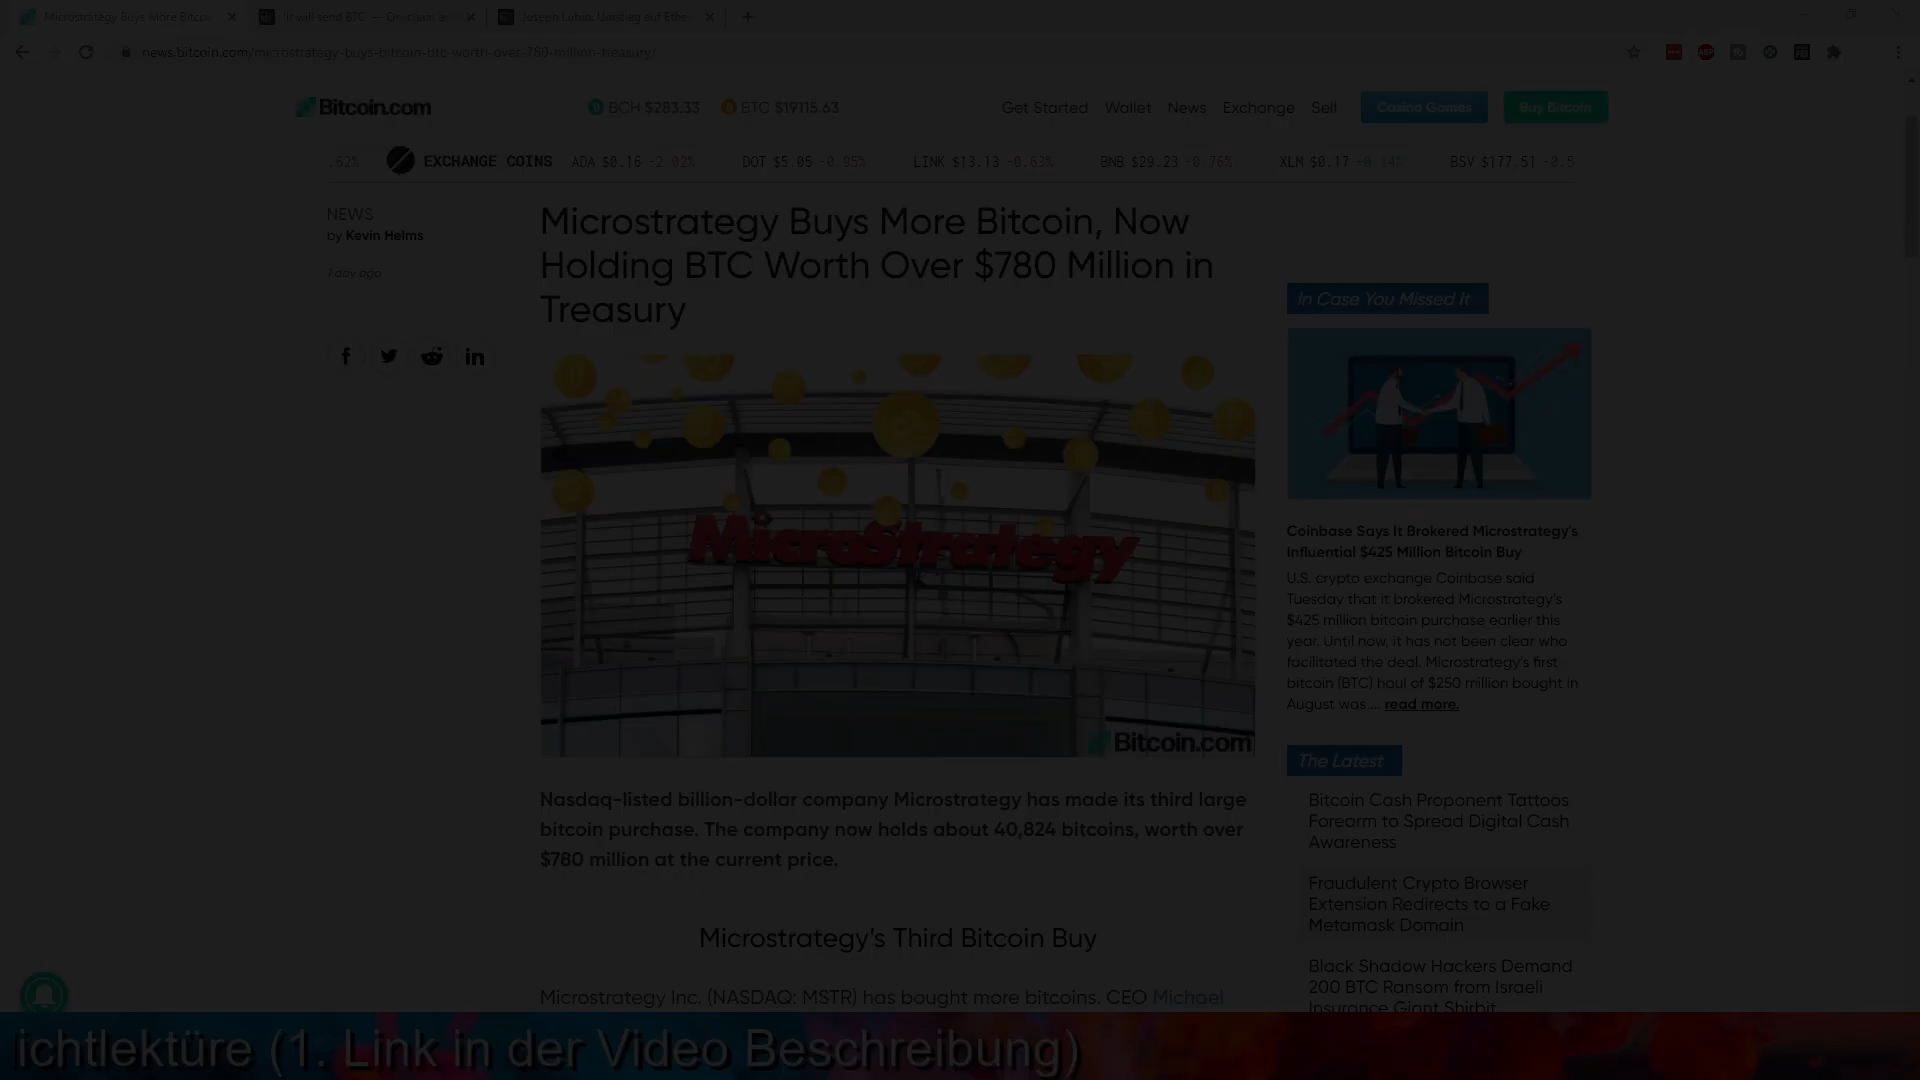 Microstrategy Buys More Bitcoin
'It will send BTC' —
Joseph Lubin: Umstieg auf Ethe
news.bitcoin.com/microstrategy-buys-bitcoin-btc-worth-over-780-million-treasury/
Bitcoin.com
BCH $283.33
BTC $19115.63
Get Started
Wallet
News
Exchange
Sell
Casino Games
Buy Bitcoin
.62%
EXCHANGE COINS
ADA $0.16 -2.02%
DOT $5.05 -0.95%
LINK $13.13 -0.63%
BNB $29.23 -0.76%
XLM $0.17 +0.14%
BSV $177.51 -0.5
NEWS
by Kevin Helms
1 day ago
Microstrategy Buys More Bitcoin, Now
Holding BTC Worth Over $780 Million in
Treasury
MicroStrategy
Bitcoin.com
Nasdaq-listed billion-dollar company Microstrategy has made its third large
bitcoin purchase. The company now holds about 40,824 bitcoins, worth over
$780 million at the current price.
Microstrategy's Third Bitcoin Buy
Microstrategy Inc. (NASDAQ: MSTR) has bought more bitcoins. CEO Michael
In Case You Missed It
Coinbase Says It Brokered Microstrategy's
Influential $425 Million Bitcoin Buy
U.S. crypto exchange Coinbase said
Tuesday that it brokered Microstrategy's
$425 million bitcoin purchase earlier this
year. Until now, it has not been clear who
facilitated the deal. Microstrategy's first
bitcoin (BTC) haul of $250 million bought in
August was ... read more.
The Latest
Bitcoin Cash Proponent Tattoos
Forearm to Spread Digital Cash
Awareness
Fraudulent Crypto Browser
Extension Redirects to a Fake
Metamask Domain
Black Shadow Hackers Demand
200 BTC Ransom from Israeli
Insurance Giant Shirbit
ichtlektüre (1. Link in der Video Beschreibung)